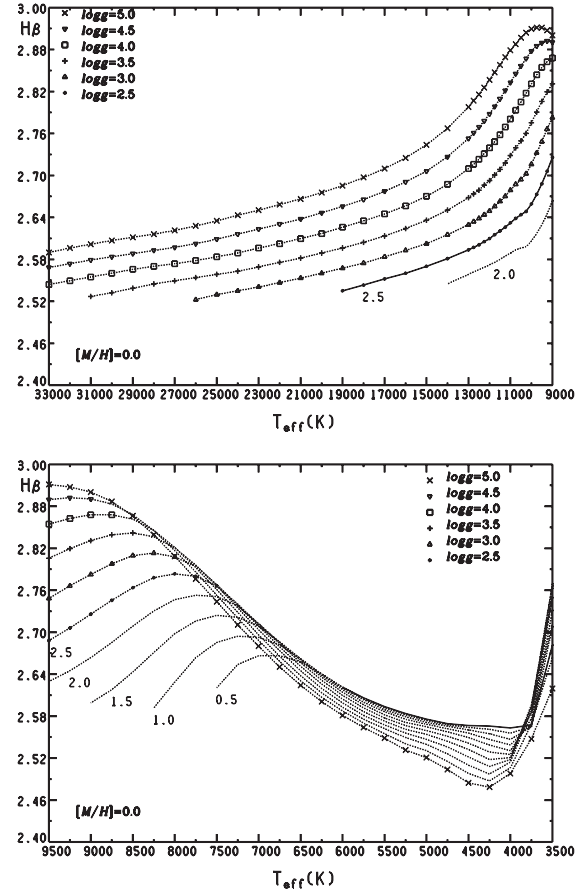 3.00
Hβ
2.88
2.82
2.76
2.70
2.64
2.58
2.52
2.46
2.40
logg=5.0
logg=4.5
logg=4.0
logg=3.5
logg=3.0
logg=2.5
2.0
2.5
[M/H]=0.0
33000 31000 29000 27000 25000 23000 21000 19000 17000 15000 13000 11000 9000
Teff(K)
3.00
Hβ
2.88
2.82
2.76
2.70
2.64
2.58
2.52
2.46
2.40
logg=5.0
logg=4.5
logg=4.0
logg=3.5
logg=3.0
logg=2.5
2.5
2.0
1.5
1.0
0.5
[M/H]=0.0
9500 9000 8500 8000 7500 7000 6500 6000 5500 5000 4500 4000 3500
Teff(K)